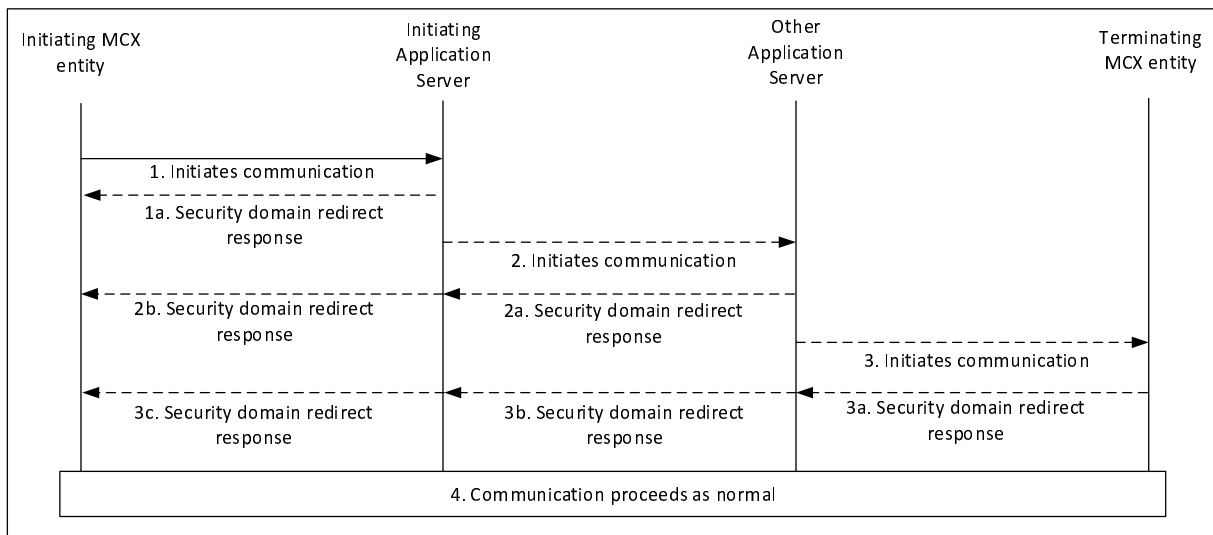 Initiating MCX
entity
Initiating
Application
Server
Other
Application
Server
Terminating
MCX entity
1. Initiates communication
1a. Security domain redirect
response
2. Initiates communication
2b. Security domain redirect
response
2a. Security domain redirect
response
3. Initiates communication
3c. Security domain redirect
response
3b. Security domain redirect
response
3a. Security domain redirect
response
4. Communication proceeds as normal